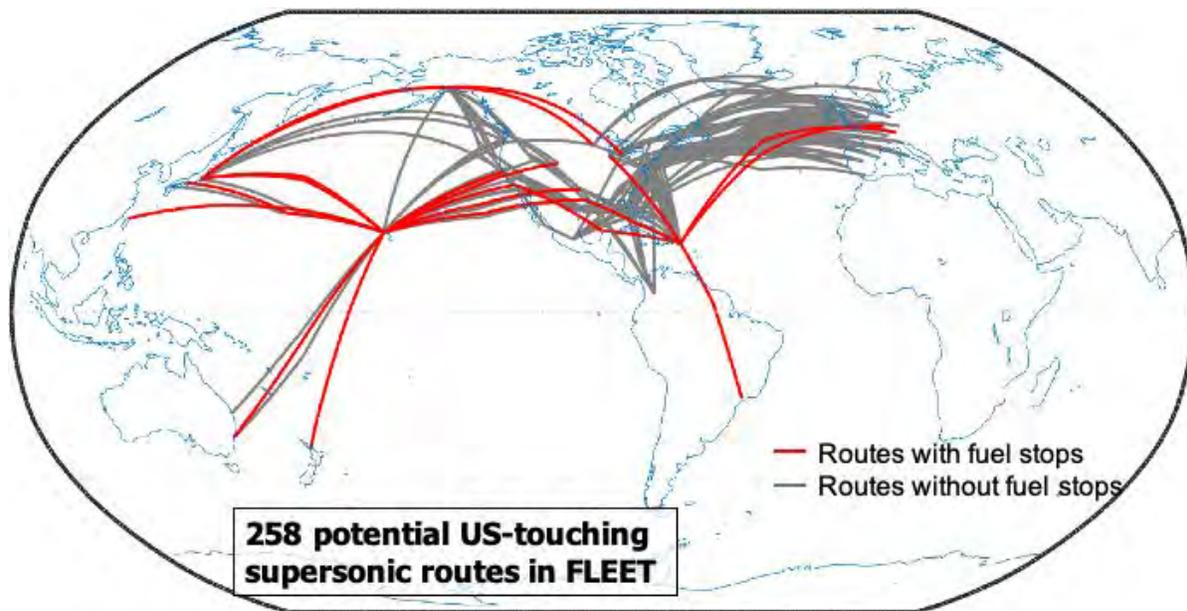 Routes with fuel stops
Routes without fuel stops
258 potential US-touching
supersonic routes in FLEET